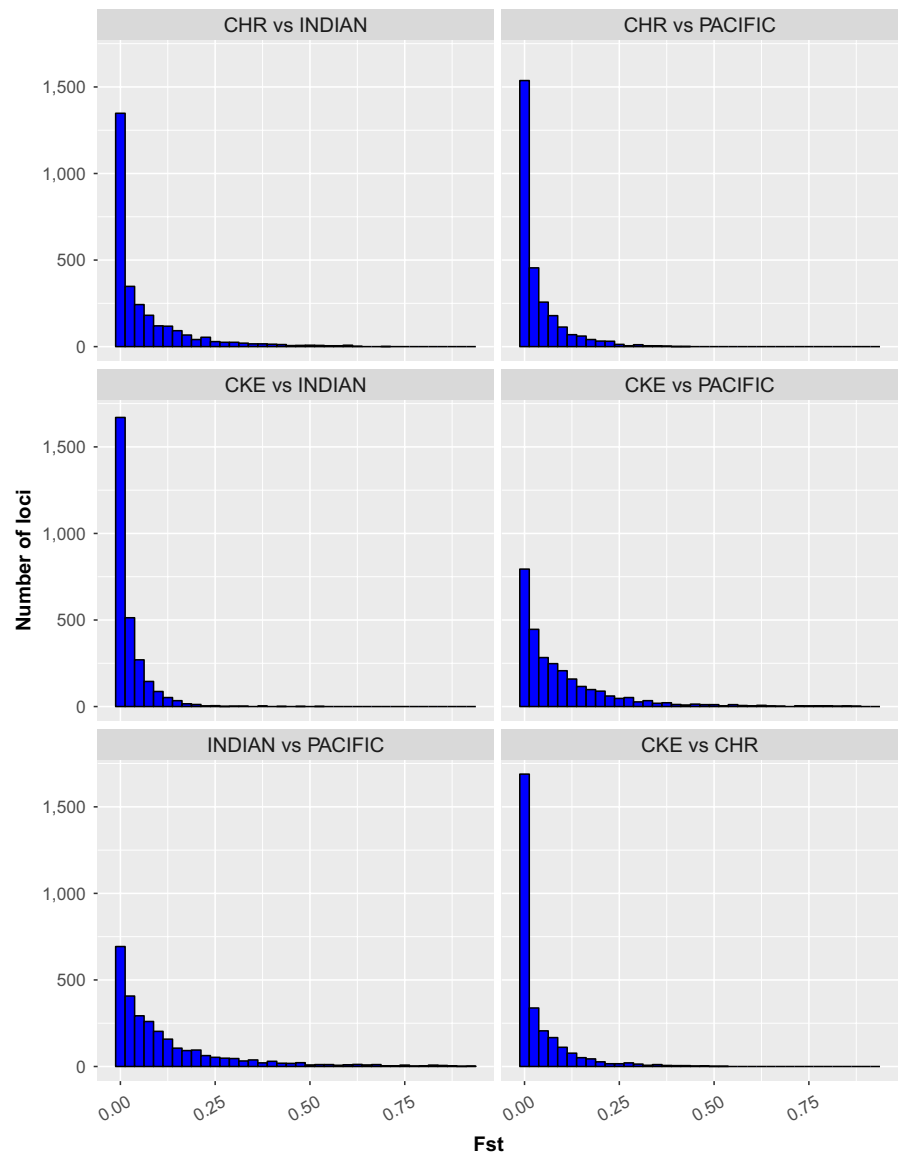 CHR vs INDIAN
CHR vs PACIFIC
1,500
1,000
500
0
CKE vs INDIAN
CKE vs PACIFIC
1,500
1,000
500
0
Number of loci
INDIAN vs PACIFIC
CKE vs CHR
1,500
1,000
500
0
0.00
0.25
0.50
0.75
0.00
0.25
0.50
0.75
Fst